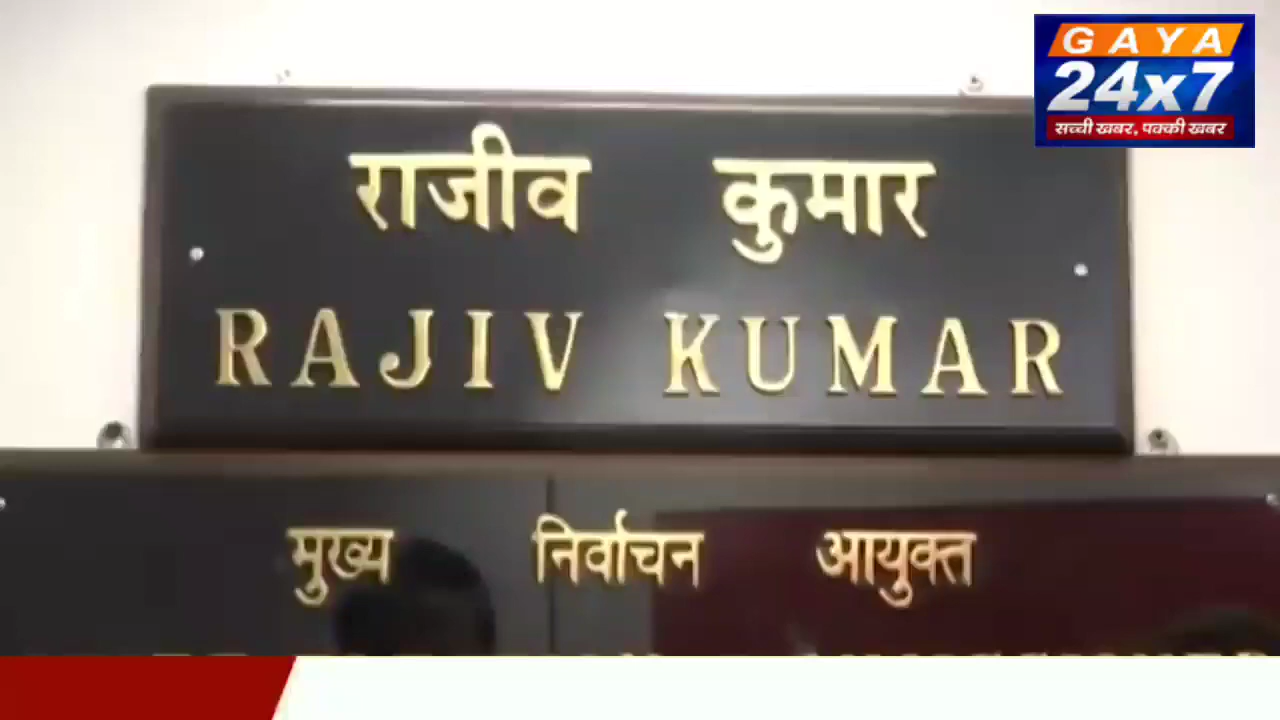 GAYA
24x7
सच्ची खबर, पक्की खबर
राजीव कुमार
RAJIV KUMAR
मुख्य निर्वाचन आयुक्त